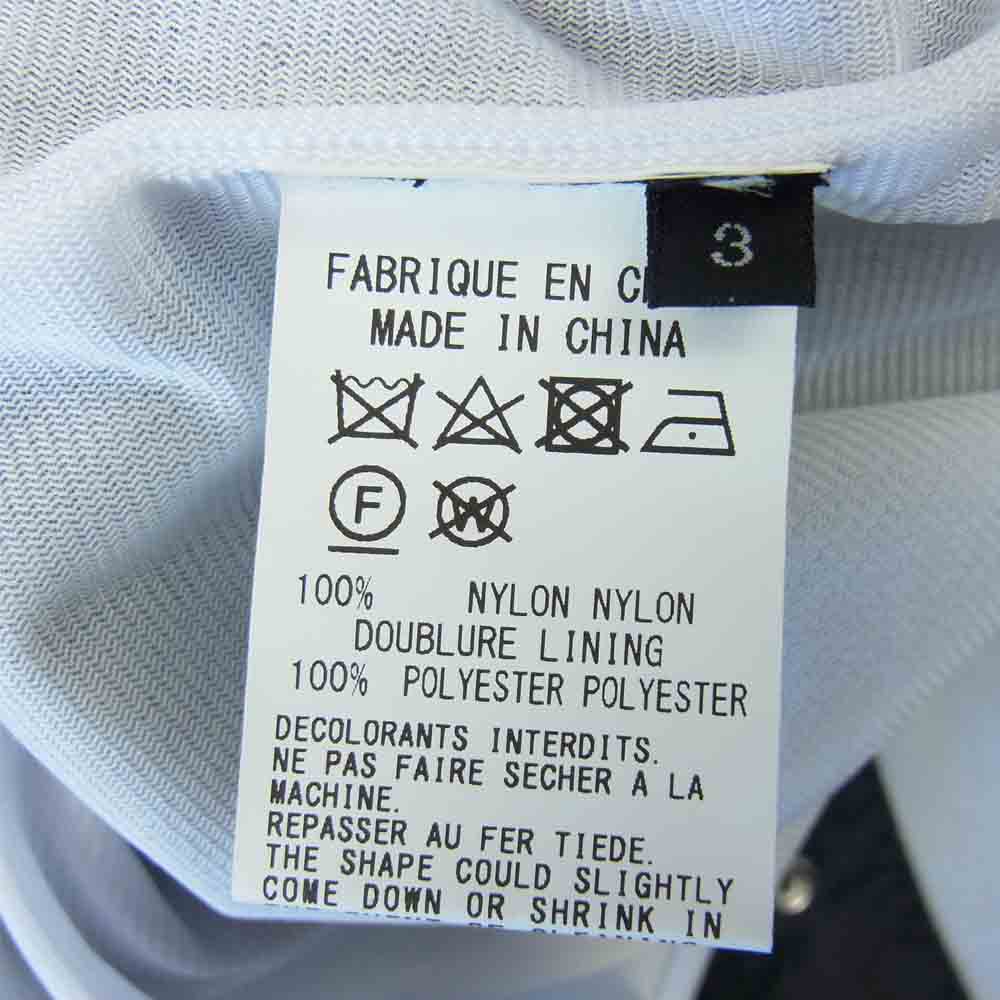 3
FABRIQUE EN
MADE IN CHINA
F
W
100% NYLON NYLON
DOUBLURE LINING
100% POLYESTER POLYESTER
DECOLORANTS INTERDITS.
NE PAS FAIRE SECHER A LA
MACHINE.
REPASSER AU FER TIEDE.
THE SHAPE COULD SLIGHTLY
COME DOWN OR SHRINK IN